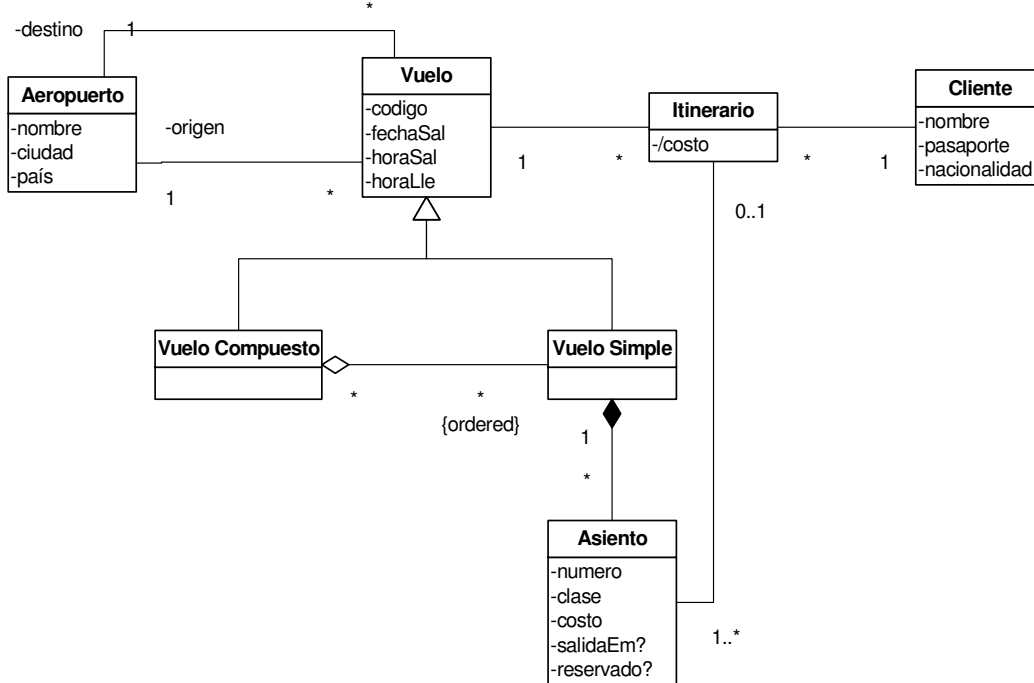 *
-destino
1
Aeropuerto
-nombre
-ciudad
-país
-origen
1
*
Vuelo
-codigo
-fechaSal
-horaSal
-horaLle
1
*
Itinerario
-/costo
*
1
Cliente
-nombre
-pasaporte
-nacionalidad
0..1
Vuelo Compuesto
*
*
{ordered}
Vuelo Simple
1
*
Asiento
-numero
-clase
-costo
-salidaEm?
-reservado?
1..*